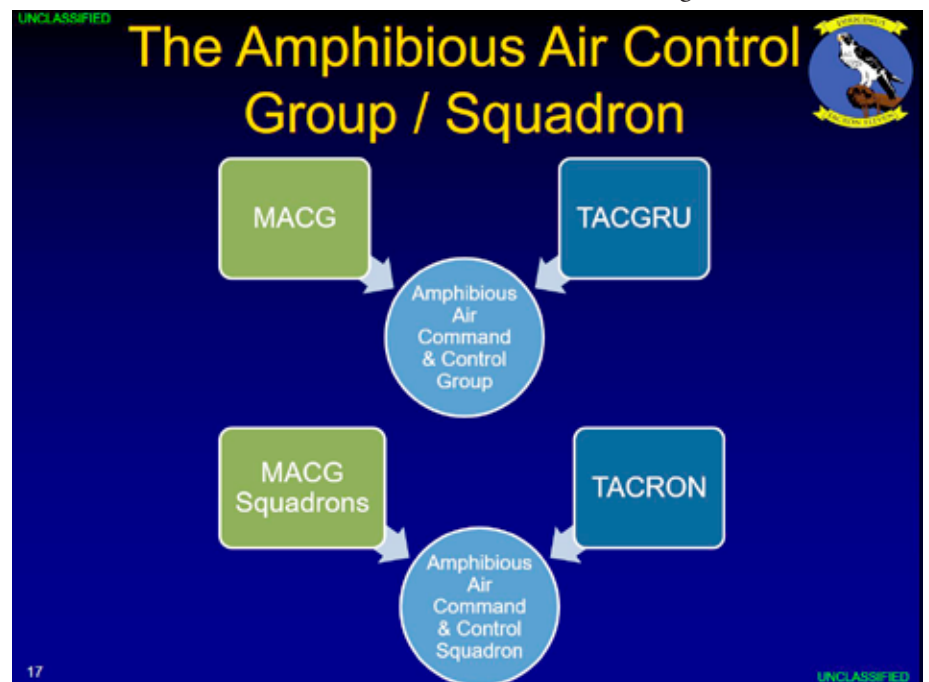 UNCLASSIFIED
The Amphibious Air Control
Group / Squadron
MACG
TACGRU
Amphibious
Air
Command
& Control
Group
MACG
Squadrons
TACRON
Amphibious
Air
Command
& Control
Squadron
17
UNCLASSIFIED